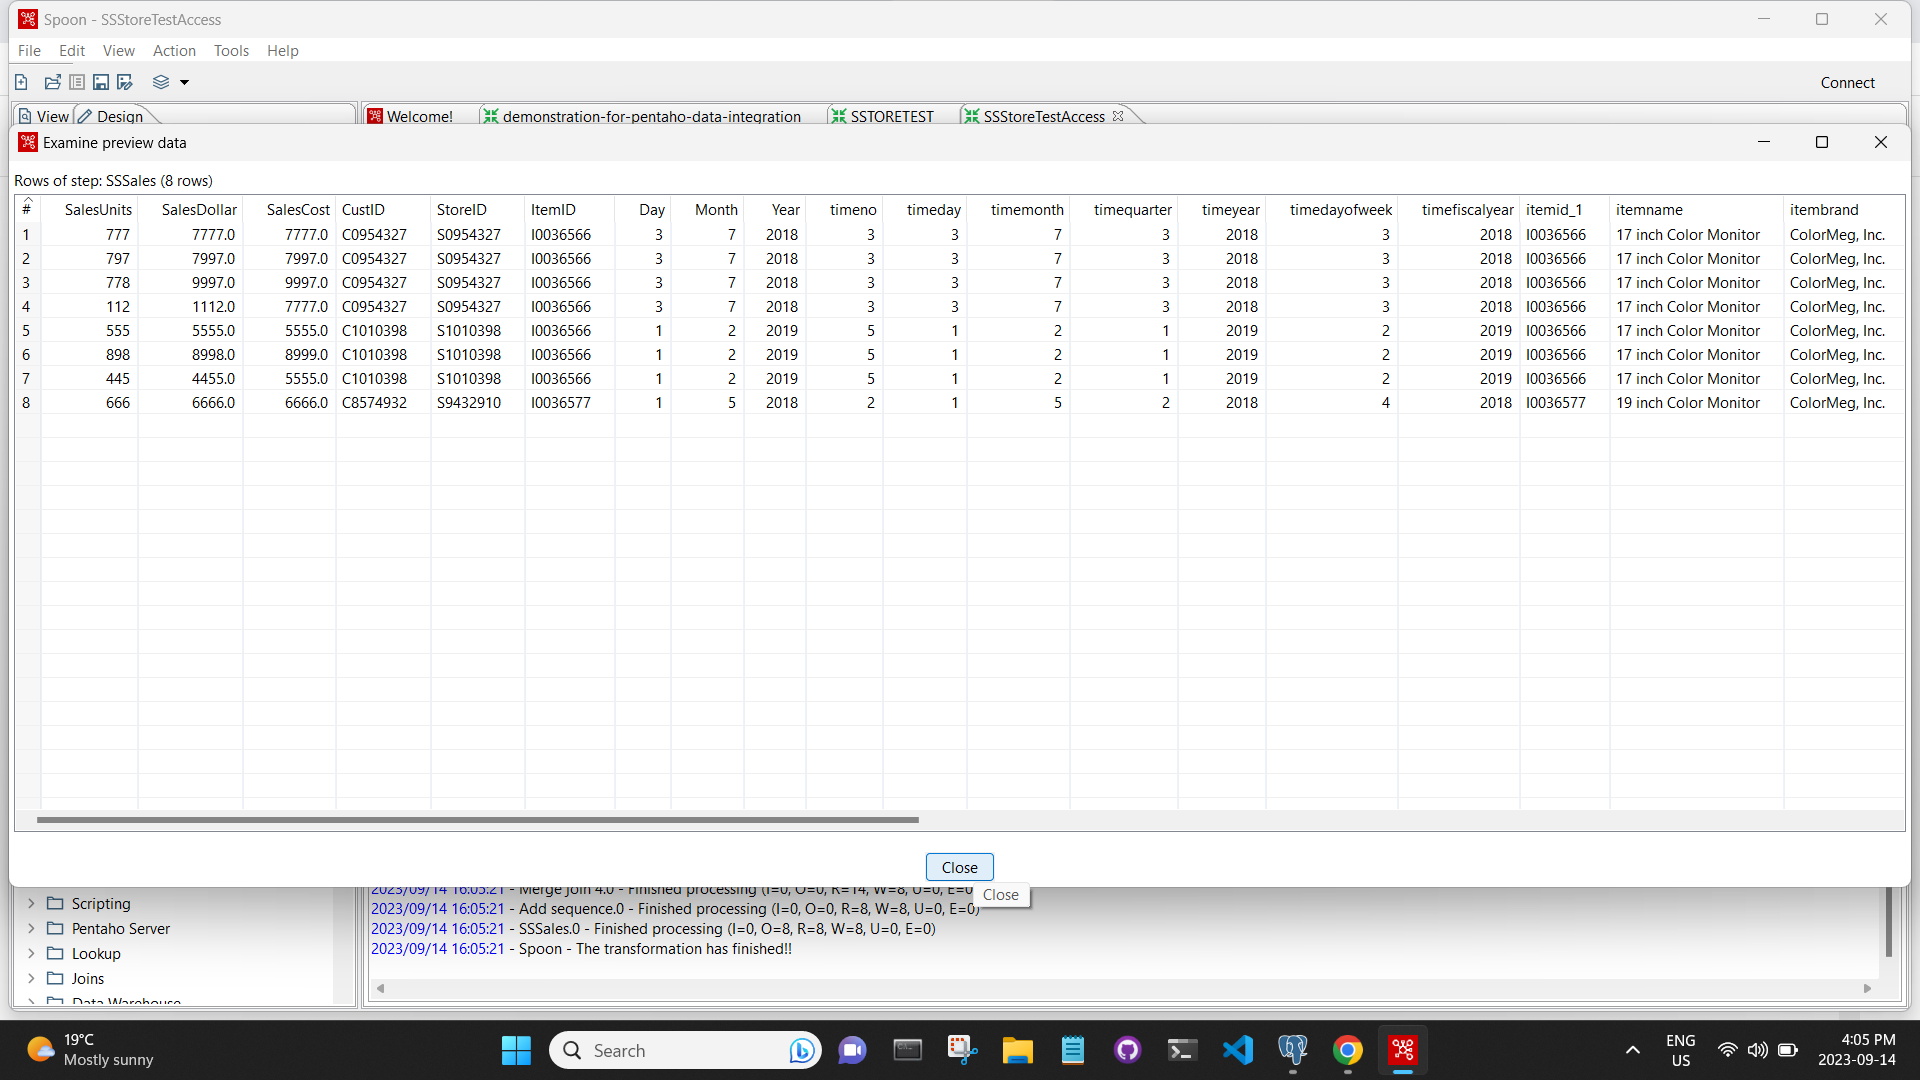 Spoon - SSStoreTestAccess
File Edit View Action Tools Help
Connect
View Design Welcome! demonstration-for-pentaho-data-integration SSTORETEST SSStoreTestAccess
Examine preview data
Rows of step: SSSales (8 rows)
# SalesUnits SalesDollar SalesCost CustID StoreID ItemID Day Month Year timeno timeday timemonth timequarter timeyear timedayofweek timefiscalyear itemid_1 itemname itembrand
1 777 7777.0 7777.0 C0954327 S0954327 I0036566 3 7 2018 3 3 7 3 2018 3 2018 I0036566 17 inch Color Monitor ColorMeg, Inc.
2 797 7997.0 7997.0 C0954327 S0954327 I0036566 3 7 2018 3 3 7 3 2018 3 2018 I0036566 17 inch Color Monitor ColorMeg, Inc.
3 778 9997.0 9997.0 C0954327 S0954327 I0036566 3 7 2018 3 3 7 3 2018 3 2018 I0036566 17 inch Color Monitor ColorMeg, Inc.
4 112 1112.0 7777.0 C0954327 S0954327 I0036566 3 7 2018 3 3 7 3 2018 3 2018 I0036566 17 inch Color Monitor ColorMeg, Inc.
5 555 5555.0 5555.0 C1010398 S1010398 I0036566 1 2 2019 5 1 2 1 2019 2 2019 I0036566 17 inch Color Monitor ColorMeg, Inc.
6 898 8998.0 8999.0 C1010398 S1010398 I0036566 1 2 2019 5 1 2 1 2019 2 2019 I0036566 17 inch Color Monitor ColorMeg, Inc.
7 445 4455.0 5555.0 C1010398 S1010398 I0036566 1 2 2019 5 1 2 1 2019 2 2019 I0036566 17 inch Color Monitor ColorMeg, Inc.
8 666 6666.0 6666.0 C8574932 S9432910 I0036577 1 5 2018 2 1 5 2 2018 4 2018 I0036577 19 inch Color Monitor ColorMeg, Inc.
Close
Close
Scripting
Pentaho Server
Lookup
Joins
Data Warehouse
2023/09/14 16:05:21 - Merge Join 4.0 - Finished processing (I=0, O=0, R=14, W=8, U=0, E=0
2023/09/14 16:05:21 - Add sequence.0 - Finished processing (I=0, O=0, R=8, W=8, U=0, E=0)
2023/09/14 16:05:21 - SSSales.0 - Finished processing (I=0, O=8, R=8, W=8, U=0, E=0)
2023/09/14 16:05:21 - Spoon - The transformation has finished!!
19°C
Mostly sunny
Search
ENG
US
4:05 PM
2023-09-14